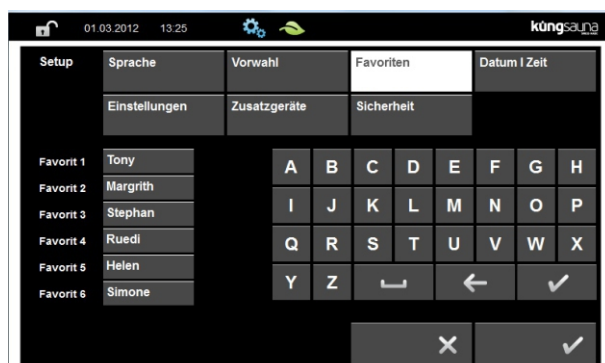 01.03.2012 13:25 küngsauna
Setup Sprache Vorwahl Favoriten Datum I Zeit
Einstellungen Zusatzgeräte Sicherheit
Favorit 1 Tony
Favorit 2 Margrith
Favorit 3 Stephan
Favorit 4 Ruedi
Favorit 5 Helen
Favorit 6 Simone
A B C D E F G H
I J K L M N O P
Q R S T U V W X
Y Z